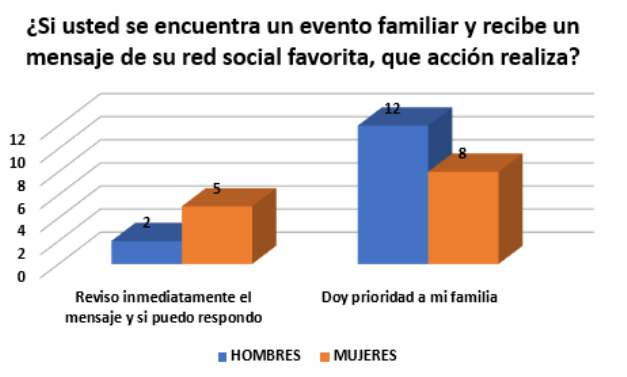 ¿Si usted se encuentra un evento familiar y recibe un
mensaje de su red social favorita, que acción realiza?
12
10
8
6
4
2
0
2
5
12
8
Reviso inmediatamente el
mensaje y si puedo respondo
Doy prioridad a mi familia
HOMBRES
MUJERES